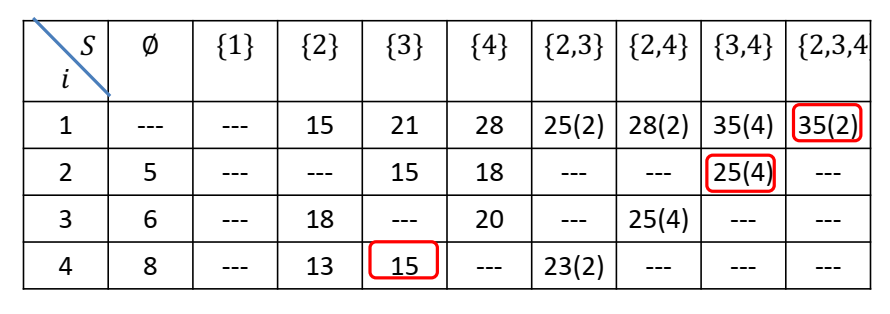 S ∅ {1} {2} {3} {4} {2,3} {2,4} {3,4} {2,3,4
i
1 --- --- 15 21 28 25(2) 28(2) 35(4) 35(2)
2 5 --- --- 15 18 --- --- 25(4) ---
3 6 --- 18 --- 20 --- 25(4) --- ---
4 8 --- 13 15 --- 23(2) --- --- ---